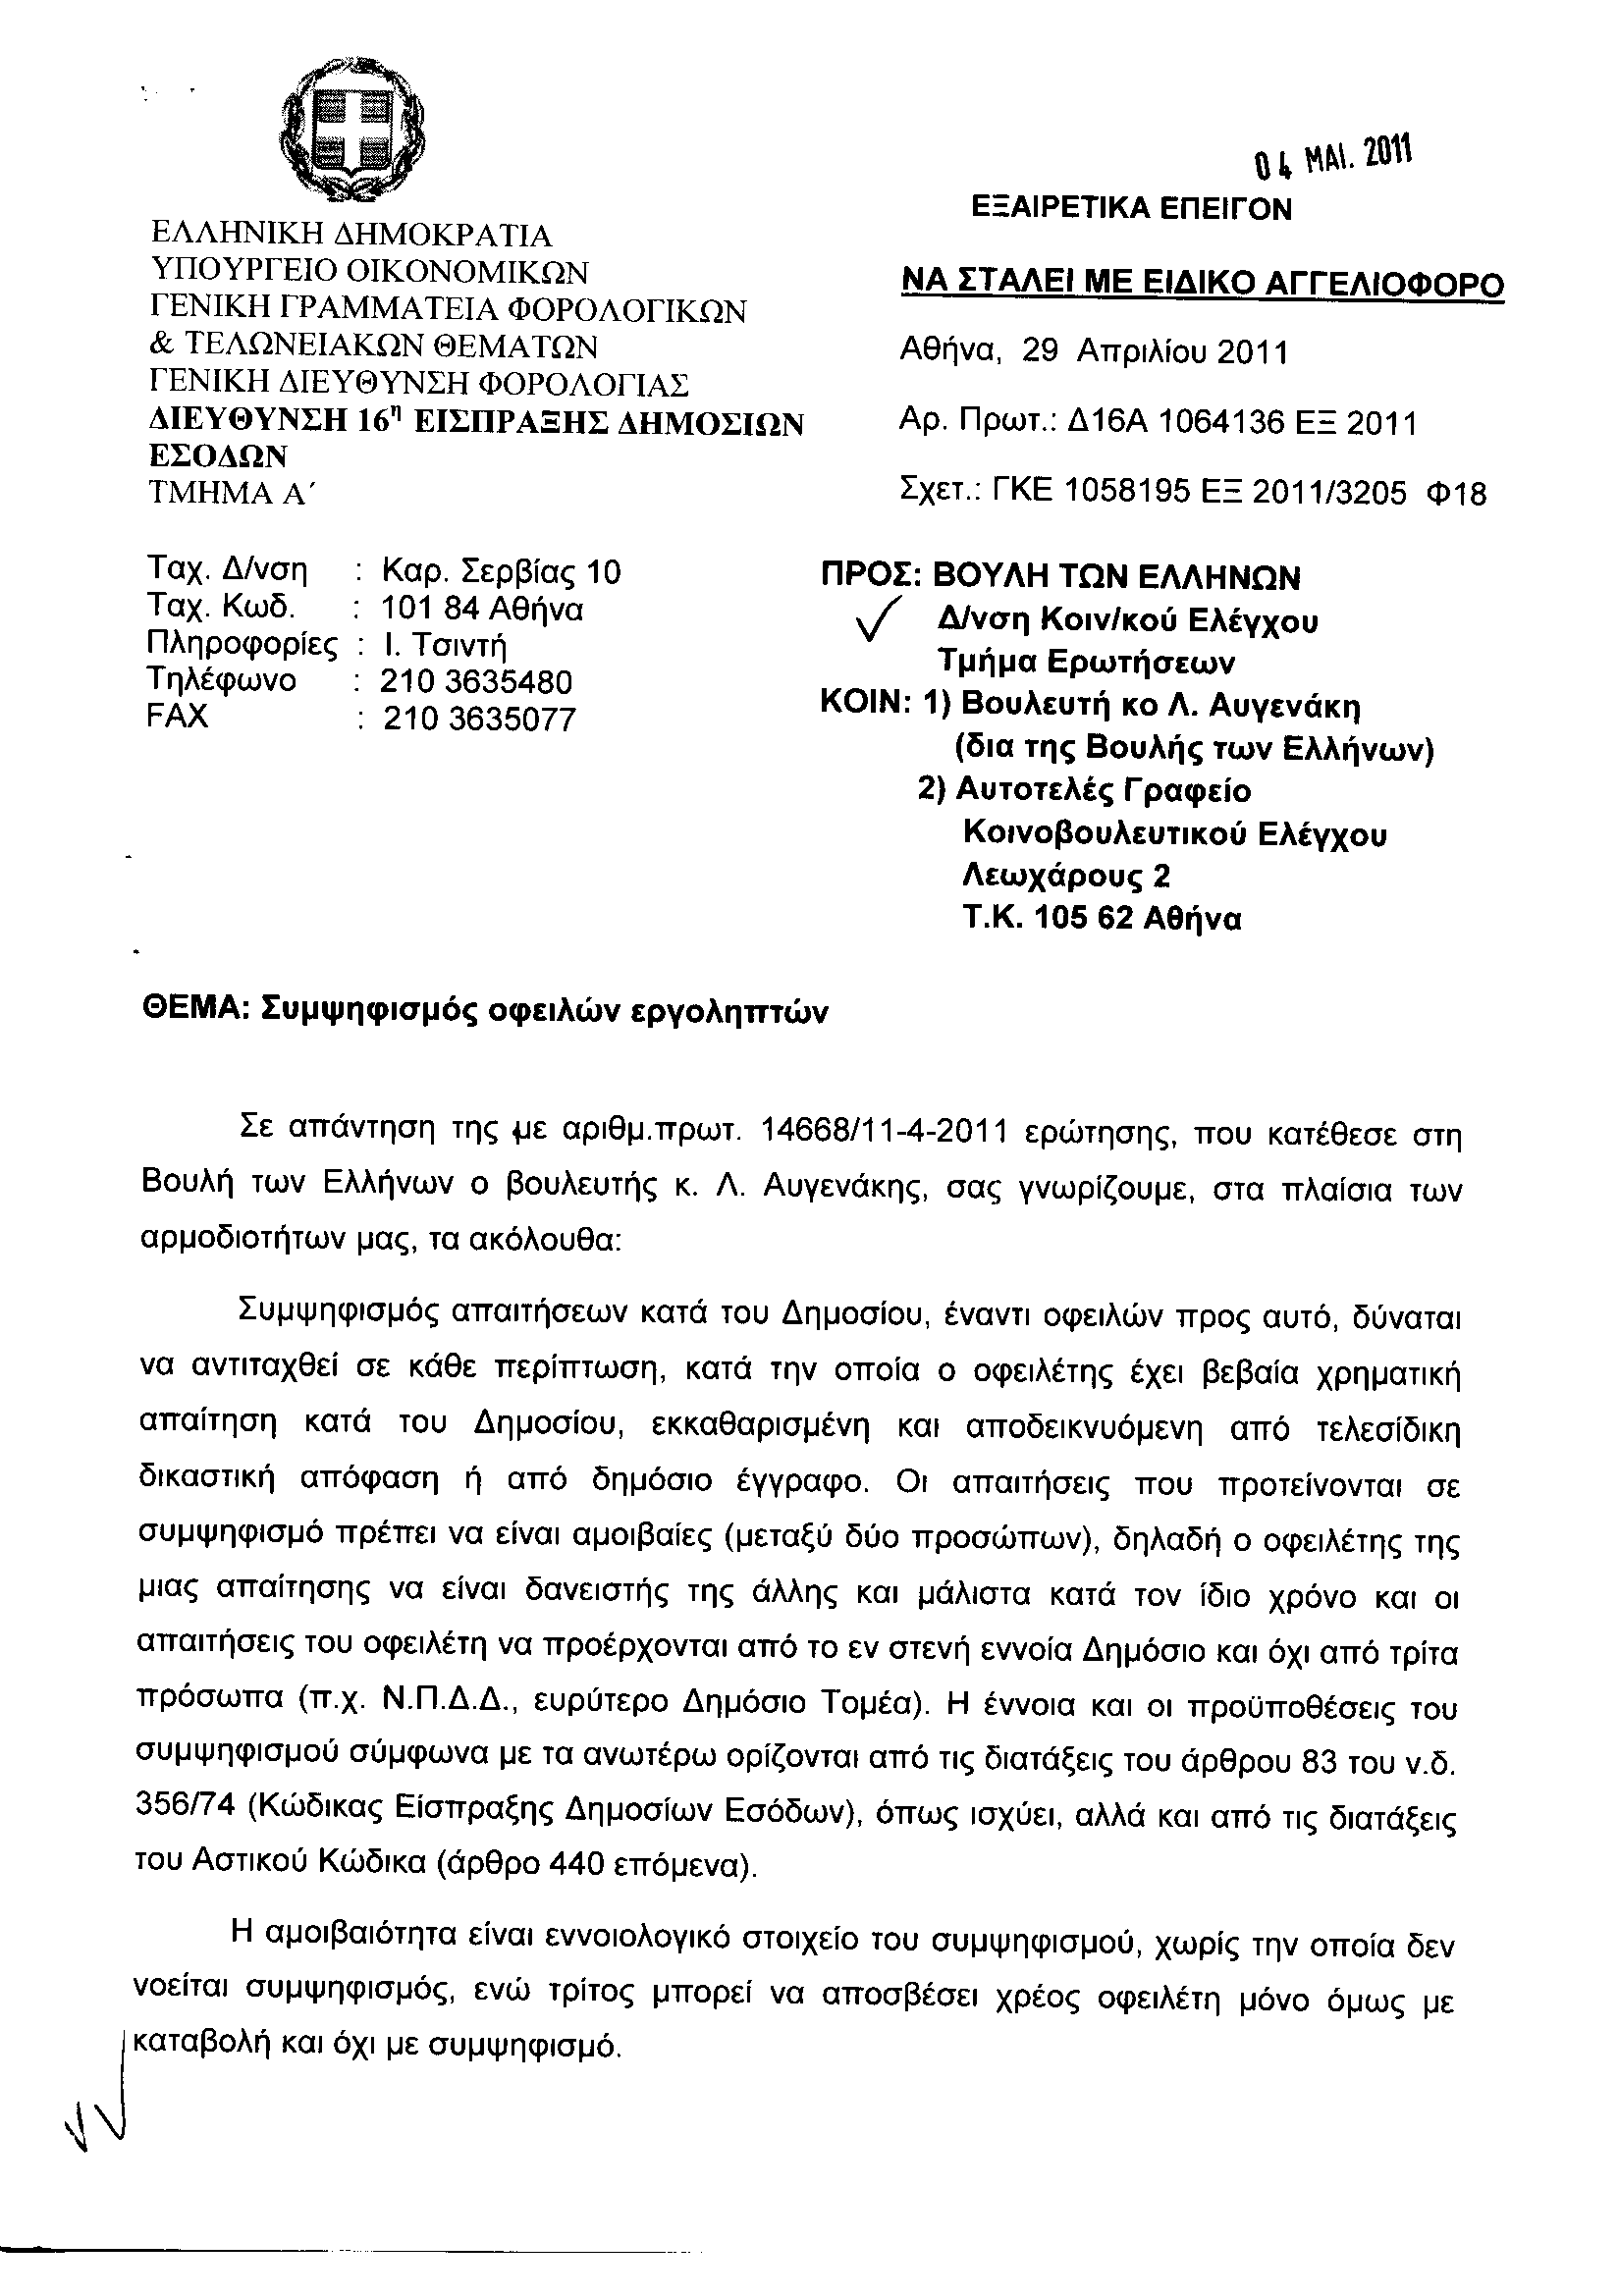 04 ΜΑΙ. 2011
ΕΞΑΙΡΕΤΙΚΑ ΕΠΕΙΓΟΝ
ΕΛΛΗΝΙΚΗ ΔΗΜΟΚΡΑΤΙΑ
ΥΠΟΥΡΓΕΙΟ ΟΙΚΟΝΟΜΙΚΩΝ
ΓΕΝΙΚΗ ΓΡΑΜΜΑΤΕΙΑ ΦΟΡΟΛΟΓΙΚΩΝ
& ΤΕΛΩΝΕΙΑΚΩΝ ΘΕΜΑΤΩΝ
ΓΕΝΙΚΗ ΔΙΕΥΘΥΝΣΗ ΦΟΡΟΛΟΓΙΑΣ
ΔΙΕΥΘΥΝΣΗ 16η ΕΙΣΠΡΑΞΗΣ ΔΗΜΟΣΙΩΝ
ΕΣΟΔΩΝ
ΤΜΗΜΑ Α΄
ΝΑ ΣΤΑΛΕΙ ΜΕ ΕΙΔΙΚΟ ΑΓΓΕΛΙΟΦΟΡΟ
Αθήνα, 29 Απριλίου 2011
Αρ. Πρωτ.: Δ16Α 1064136 ΕΞ 2011
Σχετ.: ΓΚΕ 1058195 ΕΞ 2011/3205 Φ18
Ταχ. Δ/νση : Καρ. Σερβίας 10
Ταχ. Κωδ. : 101 84 Αθήνα
Πληροφορίες : Ι. Τσιντή
Τηλέφωνο : 210 3635480
FAX : 210 3635077
ΠΡΟΣ: ΒΟΥΛΗ ΤΩΝ ΕΛΛΗΝΩΝ
Δ/νση Κοιν/κού Ελέγχου
Τμήμα Ερωτήσεων
ΚΟΙΝ: 1) Βουλευτή κο Λ. Αυγενάκη
(δια της Βουλής των Ελλήνων)
2) Αυτοτελές Γραφείο
Κοινοβουλευτικού Ελέγχου
Λεωχάρους 2
Τ.Κ. 105 62 Αθήνα
ΘΕΜΑ: Συμψηφισμός οφειλών εργοληπτών
Σε απάντηση της με αριθμ.πρωτ. 14668/11-4-2011 ερώτησης, που κατέθεσε στη
Βουλή των Ελλήνων ο βουλευτής κ. Λ. Αυγενάκης, σας γνωρίζουμε, στα πλαίσια των
αρμοδιοτήτων μας, τα ακόλουθα:
Συμψηφισμός απαιτήσεων κατά του Δημοσίου, έναντι οφειλών προς αυτό, δύναται
να αντιταχθεί σε κάθε περίπτωση, κατά την οποία ο οφειλέτης έχει βεβαία χρηματική
απαίτηση κατά του Δημοσίου, εκκαθαρισμένη και αποδεικνυόμενη από τελεσίδικη
δικαστική απόφαση ή από δημόσιο έγγραφο. Οι απαιτήσεις που προτείνονται σε
συμψηφισμό πρέπει να είναι αμοιβαίες (μεταξύ δύο προσώπων), δηλαδή ο οφειλέτης της
μιας απαίτησης να είναι δανειστής της άλλης και μάλιστα κατά τον ίδιο χρόνο και οι
απαιτήσεις του οφειλέτη να προέρχονται από το εν στενή εννοία Δημόσιο και όχι από τρίτα
πρόσωπα (π.χ. Ν.Π.Δ.Δ., ευρύτερο Δημόσιο Τομέα). Η έννοια και οι προϋποθέσεις του
συμψηφισμού σύμφωνα με τα ανωτέρω ορίζονται από τις διατάξεις του άρθρου 83 του ν.δ.
356/74 (Κώδικας Είσπραξης Δημοσίων Εσόδων), όπως ισχύει, αλλά και από τις διατάξεις
του Αστικού Κώδικα (άρθρο 440 επόμενα).
Η αμοιβαιότητα είναι εννοιολογικό στοιχείο του συμψηφισμού, χωρίς την οποία δεν
νοείται συμψηφισμός, ενώ τρίτος μπορεί να αποσβέσει χρέος οφειλέτη μόνο όμως με
καταβολή και όχι με συμψηφισμό.